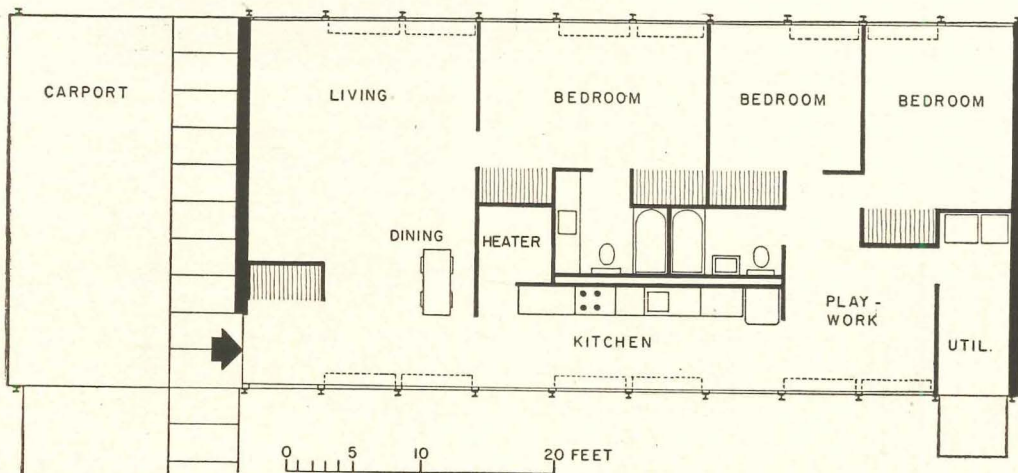 CARPORT
LIVING
BEDROOM
BEDROOM
BEDROOM
DINING
HEATER
PLAY-
WORK
KITCHEN
UTIL.
0 5 10 20 FEET